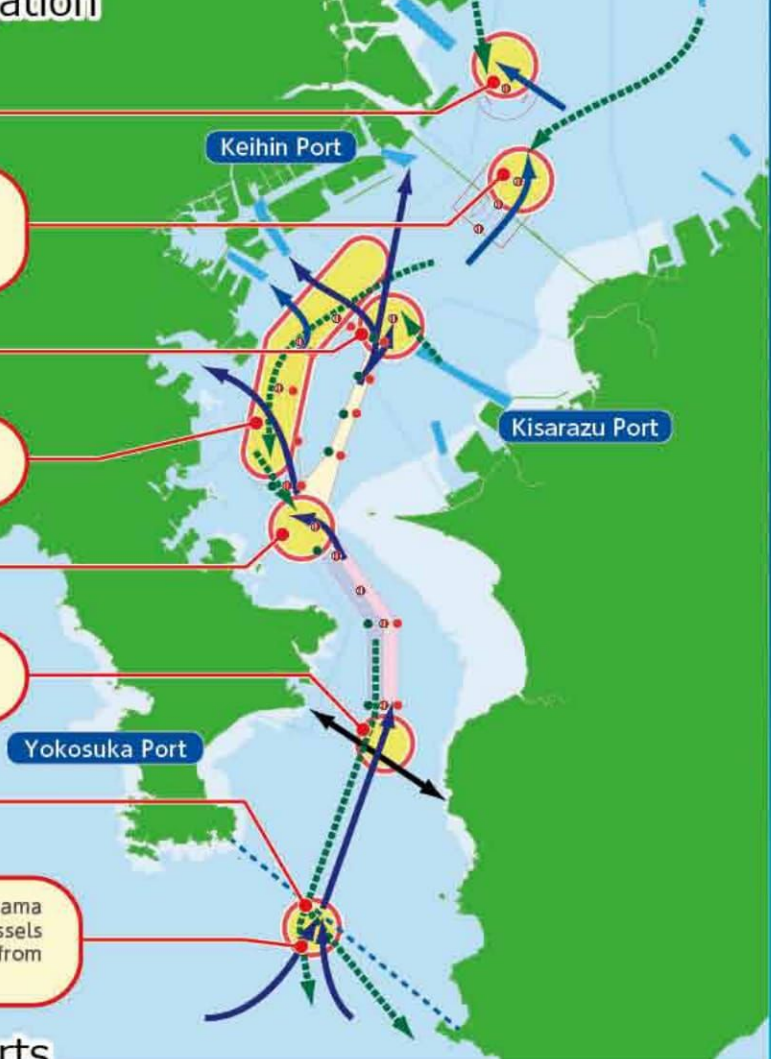 ation
Keihin Port
Kisarazu Port
Yokosuka Port
ama
ssels
from
rts